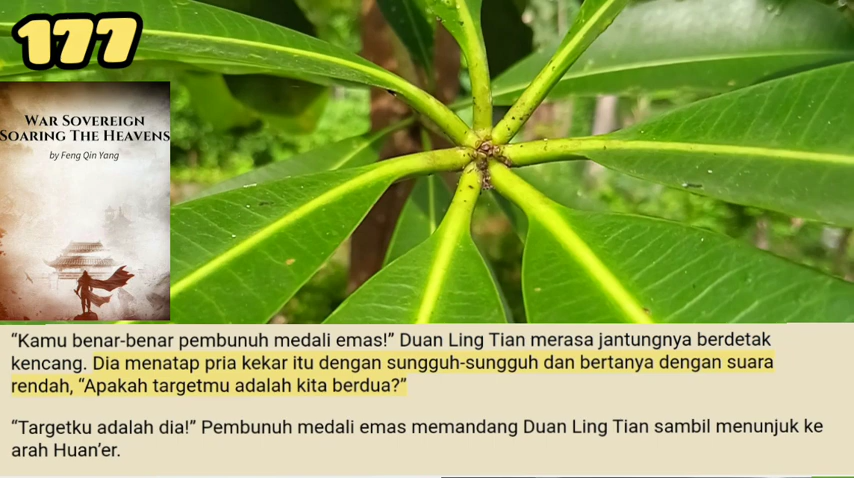 177
WAR SOVEREIGN
SOARING THE HEAVENS
by Feng Qin Yang
“Kamu benar-benar pembunuh medali emas!” Duan Ling Tian merasa jantungnya berdetak
kencang. Dia menatap pria kekar itu dengan sungguh-sungguh dan bertanya dengan suara
rendah, “Apakah targetmu adalah kita berdua?”
“Targetku adalah dia!” Pembunuh medali emas memandang Duan Ling Tian sambil menunjuk ke
arah Huan’er.